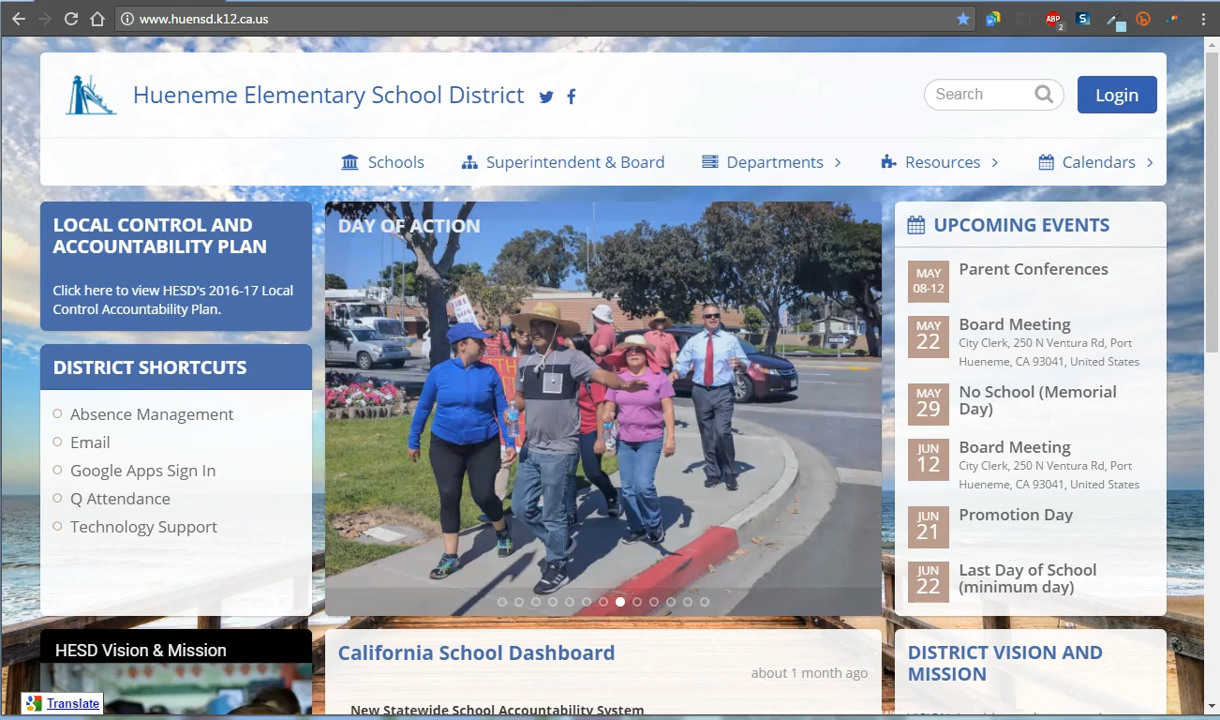 www.huensd.k12.ca.us
ABP
2
S
Hueneme Elementary School District
Search
Login
Schools
Superintendent & Board
Departments
Resources
Calendars
LOCAL CONTROL AND
ACCOUNTABILITY PLAN
Click here to view HESD's 2016-17 Local
Control Accountability Plan.
DISTRICT SHORTCUTS
Absence Management
Email
Google Apps Sign In
Q Attendance
Technology Support
HESD Vision & Mission
Translate
DAY OF ACTION
California School Dashboard
about 1 month ago
New Statewide School Accountability System
UPCOMING EVENTS
MAY
08-12
Parent Conferences
MAY
22
Board Meeting
City Clerk, 250 N Ventura Rd, Port
Hueneme, CA 93041, United States
MAY
29
No School (Memorial
Day)
JUN
12
Board Meeting
City Clerk, 250 N Ventura Rd, Port
Hueneme, CA 93041, United States
JUN
21
Promotion Day
JUN
22
Last Day of School
(minimum day)
DISTRICT VISION AND
MISSION